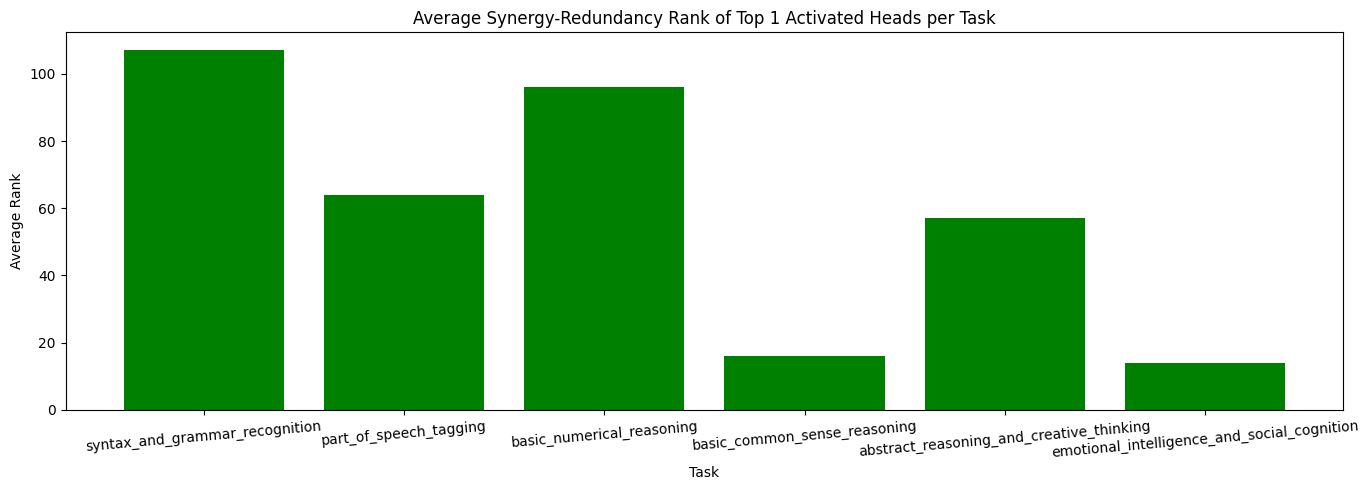 Average Synergy-Redundancy Rank of Top 1 Activated Heads per Task
Average Rank
100
80
60
40
20
0
syntax_and_grammar_recognition
part_of_speech_tagging
basic_numerical_reasoning
basic_common_sense_reasoning
abstract_reasoning_and_creative_thinking
emotional_intelligence_and_social_cognition
Task